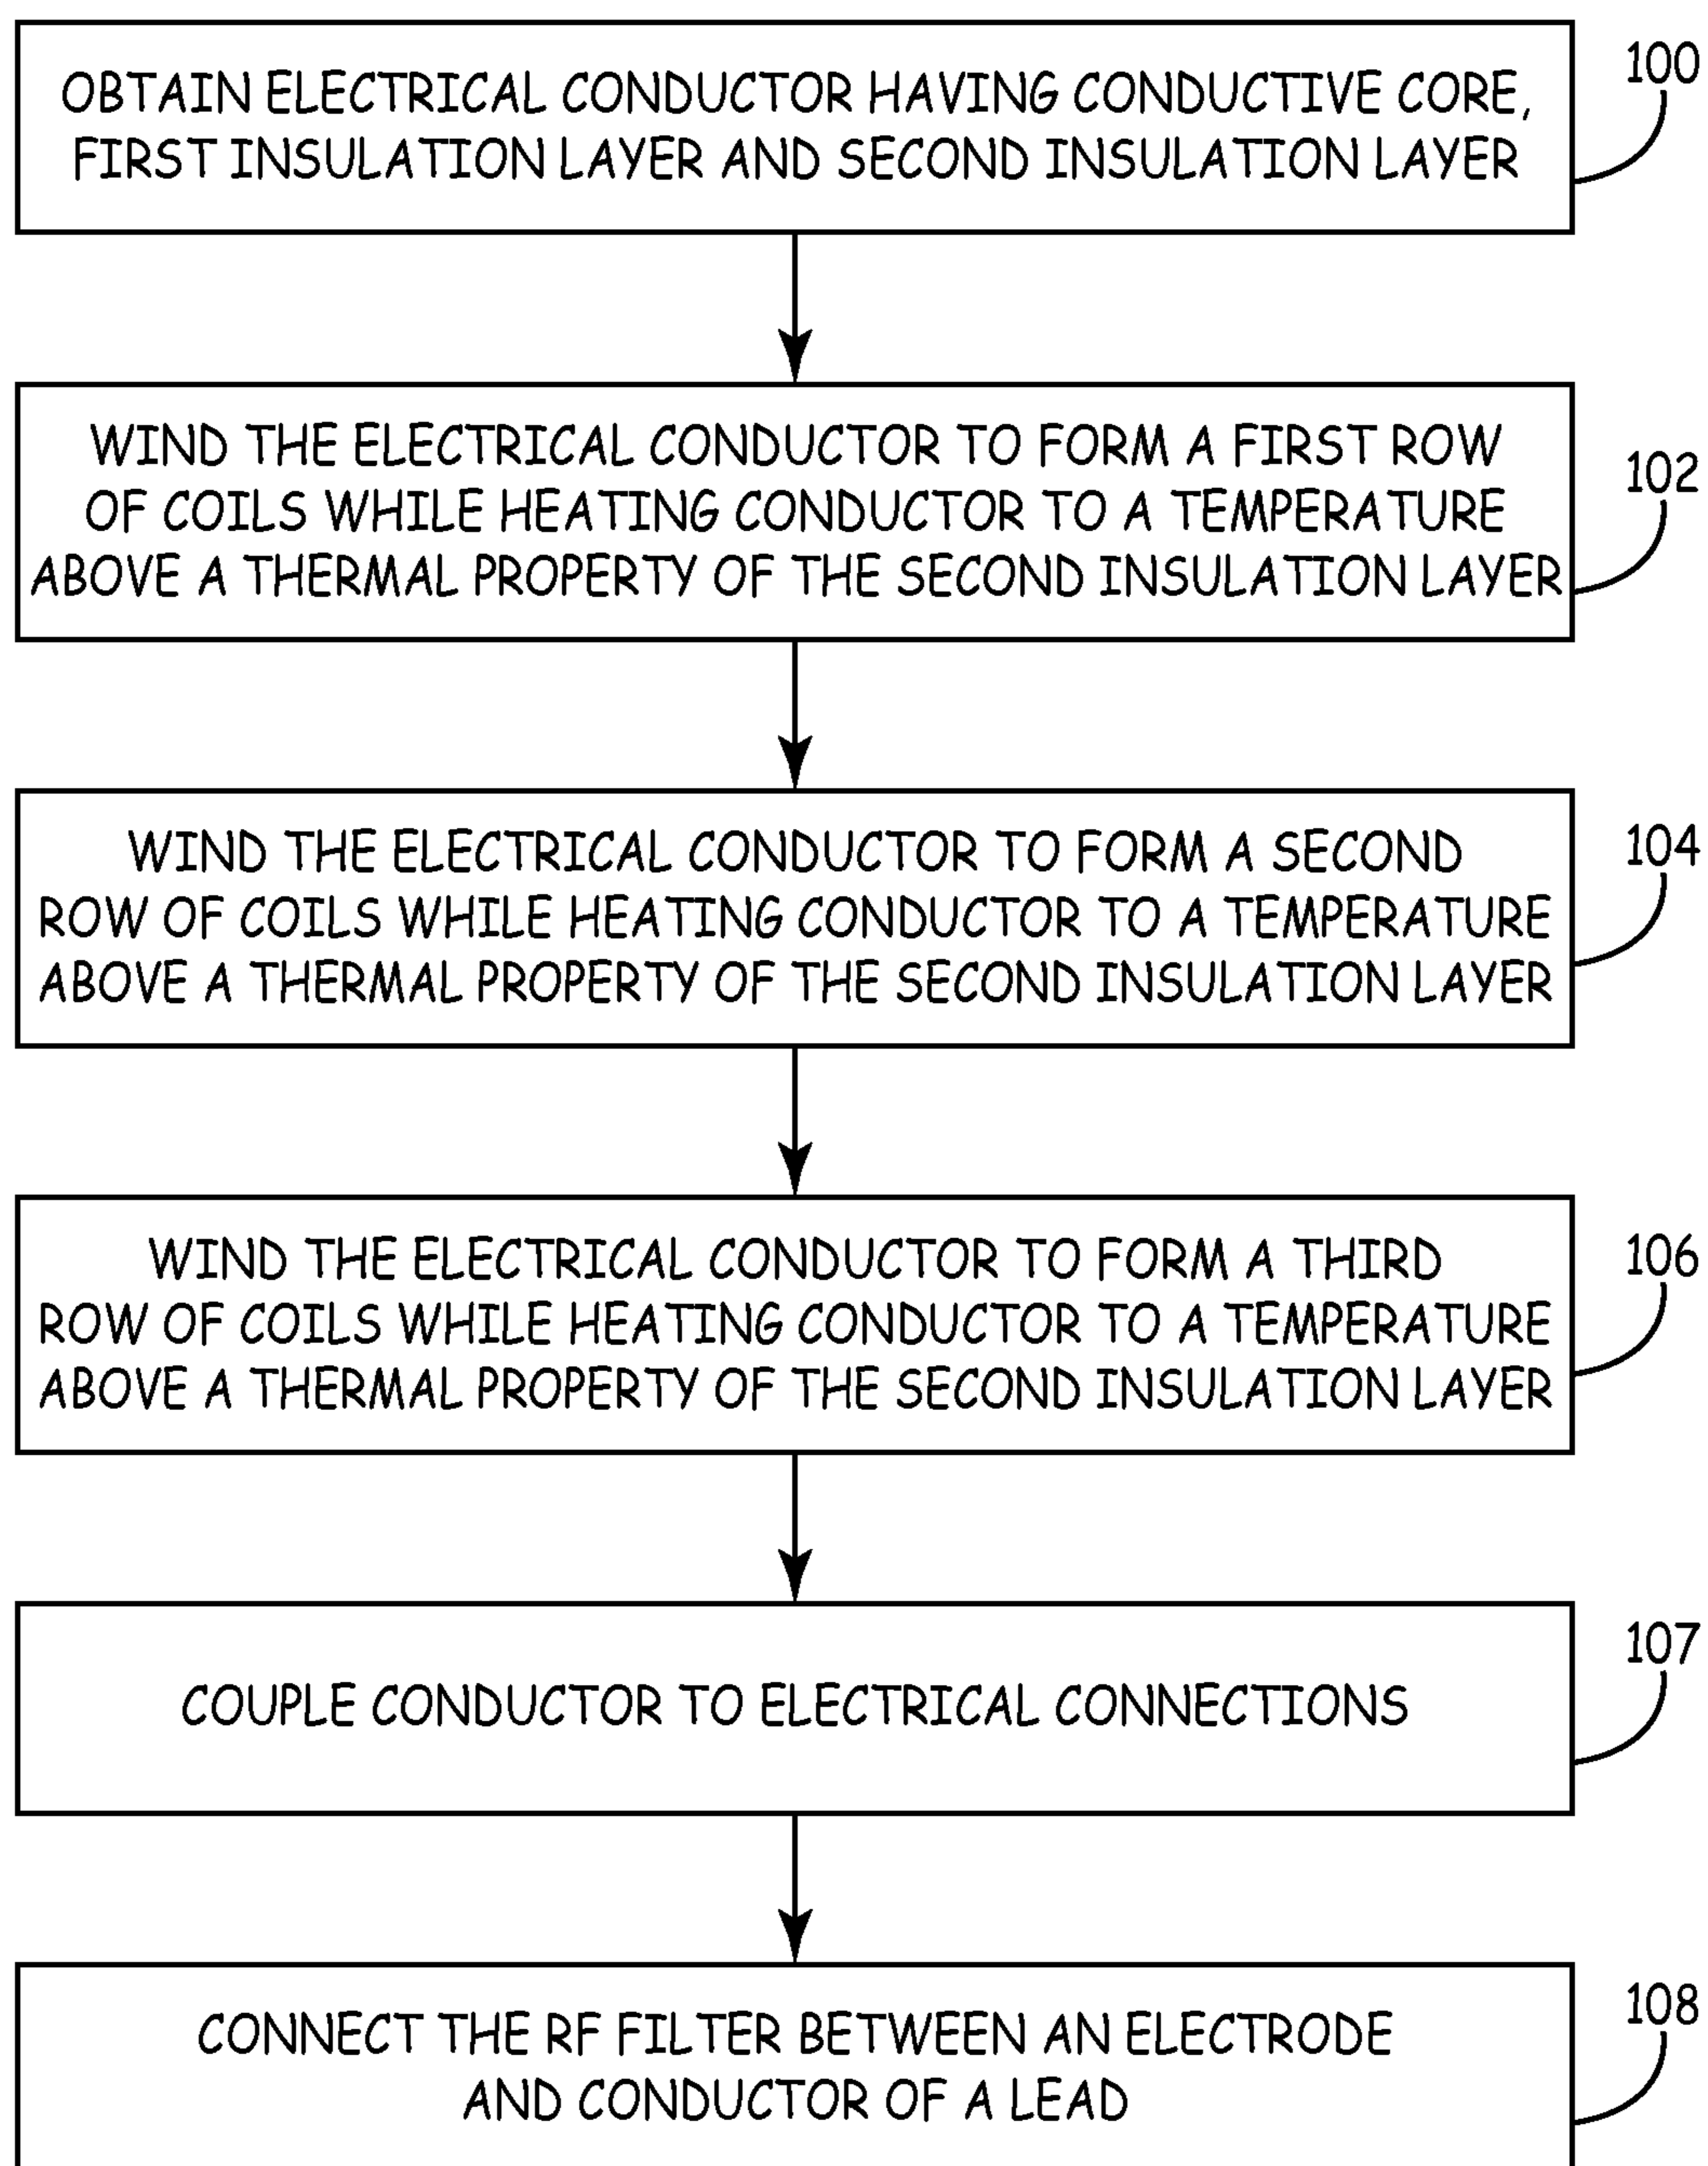 OBTAIN ELECTRICAL CONDUCTOR HAVING CONDUCTIVE CORE,
FIRST INSULATION LAYER AND SECOND INSULATION LAYER
100
WIND THE ELECTRICAL CONDUCTOR TO FORM A FIRST ROW
OF COILS WHILE HEATING CONDUCTOR TO A TEMPERATURE
ABOVE A THERMAL PROPERTY OF THE SECOND INSULATION LAYER
102
WIND THE ELECTRICAL CONDUCTOR TO FORM A SECOND
ROW OF COILS WHILE HEATING CONDUCTOR TO A TEMPERATURE
ABOVE A THERMAL PROPERTY OF THE SECOND INSULATION LAYER
104
WIND THE ELECTRICAL CONDUCTOR TO FORM A THIRD
ROW OF COILS WHILE HEATING CONDUCTOR TO A TEMPERATURE
ABOVE A THERMAL PROPERTY OF THE SECOND INSULATION LAYER
106
COUPLE CONDUCTOR TO ELECTRICAL CONNECTIONS
107
CONNECT THE RF FILTER BETWEEN AN ELECTRODE
AND CONDUCTOR OF A LEAD
108